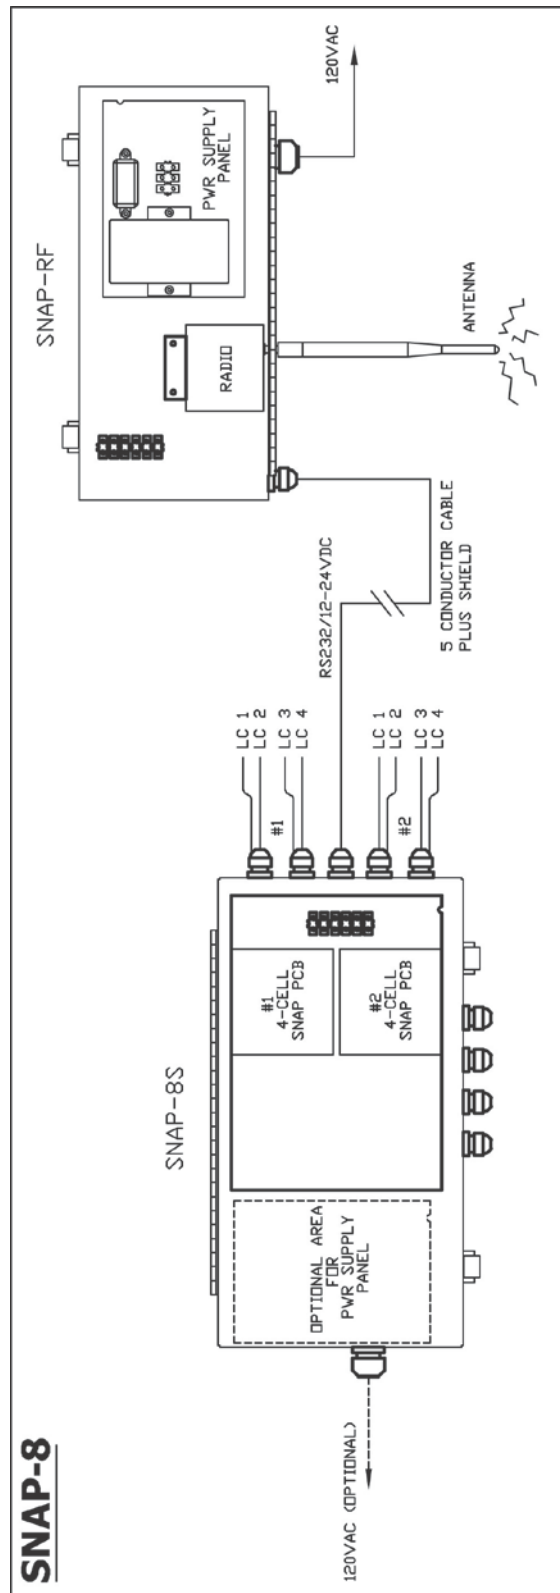 SNAP-8
SNAP-8S
SNAP-RF
120VAC (OPTIONAL)
OPTIONAL AREA
FOR
PWR SUPPLY
PANEL
#1
4-CELL
SNAP PCB
#2
4-CELL
SNAP PCB
LC 1
LC 2
#1
LC 3
LC 4
RS232/12-24VDC
LC 1
LC 2
#2
LC 3
LC 4
5 CONDUCTOR CABLE
PLUS SHIELD
RADIO
PWR SUPPLY
PANEL
ANTENNA
120VAC